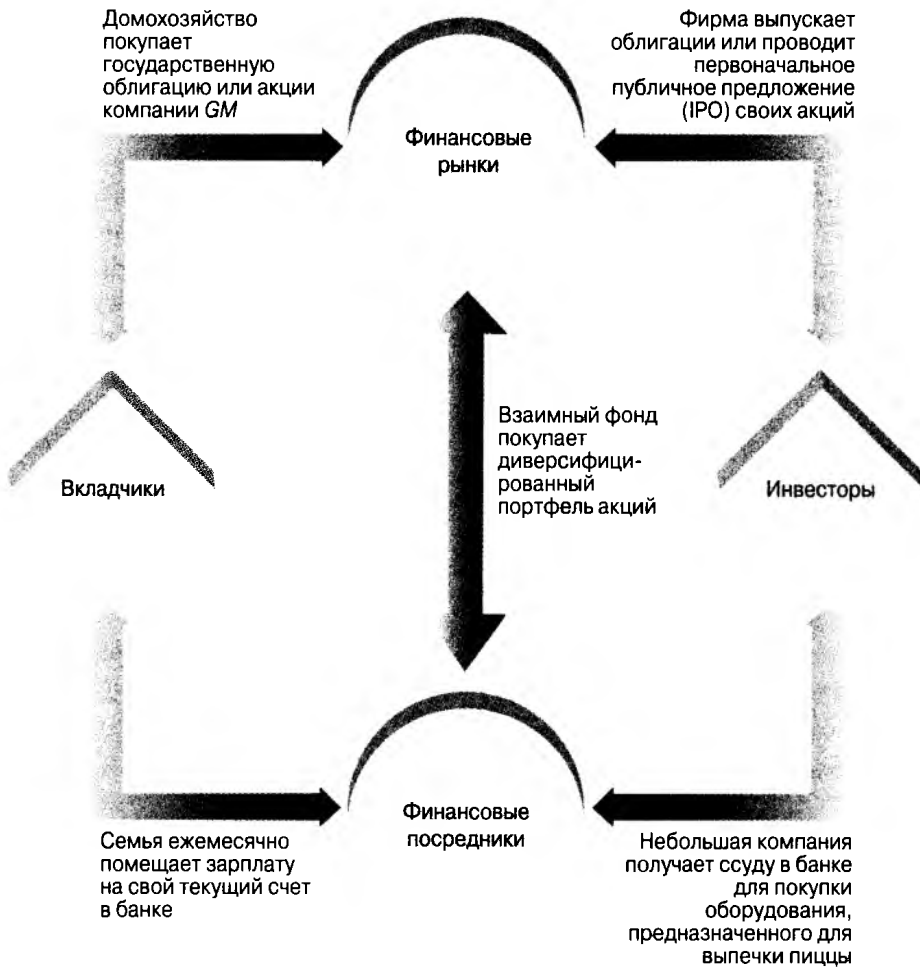 Домохозяйство
покупает
государственную
облигацию или акции
компании GM
Фирма выпускает
облигации или проводит
первоначальное
публичное предложение
(IPO) своих акций
Финансовые
рынки
Взаимный фонд
покупает
диверсифици-
рованный
портфель акций
Вкладчики
Инвесторы
Финансовые
посредники
Семья ежемесячно
помещает зарплату
на свой текущий счет
в банке
Небольшая компания
получает ссуду в банке
для покупки
оборудования,
предназначенного для
выпечки пиццы